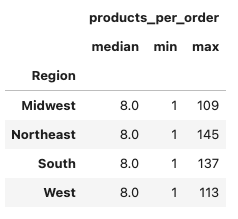 products_per_order
median min max
Region
Midwest 8.0 1 109
Northeast 8.0 1 145
South 8.0 1 137
West 8.0 1 113